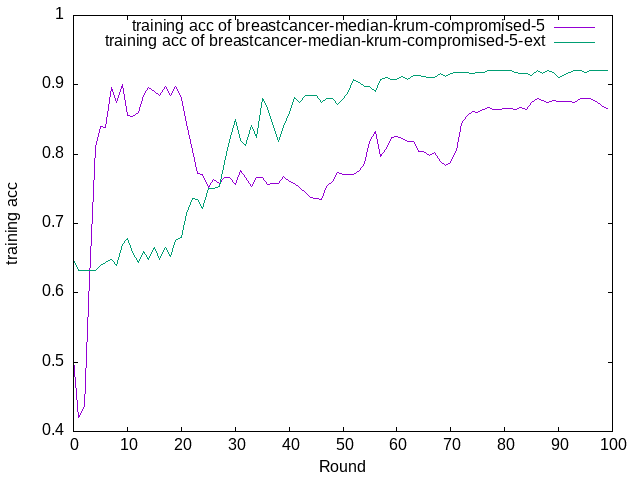 training acc of breastcancer-median-krum-compromised-5
training acc of breastcancer-median-krum-compromised-5-ext
1
0.9
0.8
0.7
0.6
0.5
0.4
training acc
0 10 20 30 40 50 60 70 80 90 100
Round